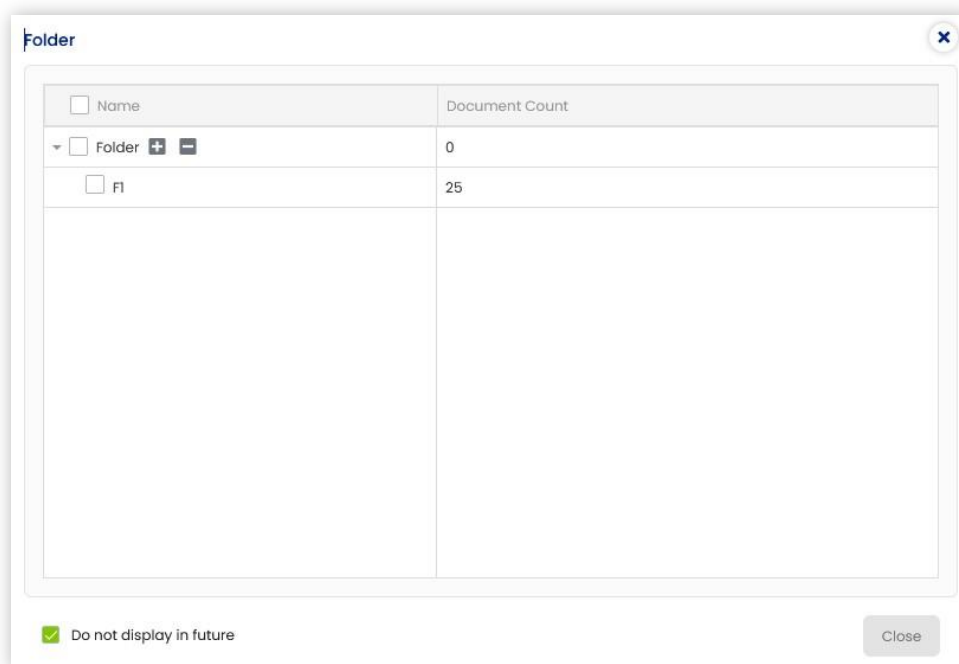 Folder
Name Document Count
Folder 0
F1 25
Do not display in future Close